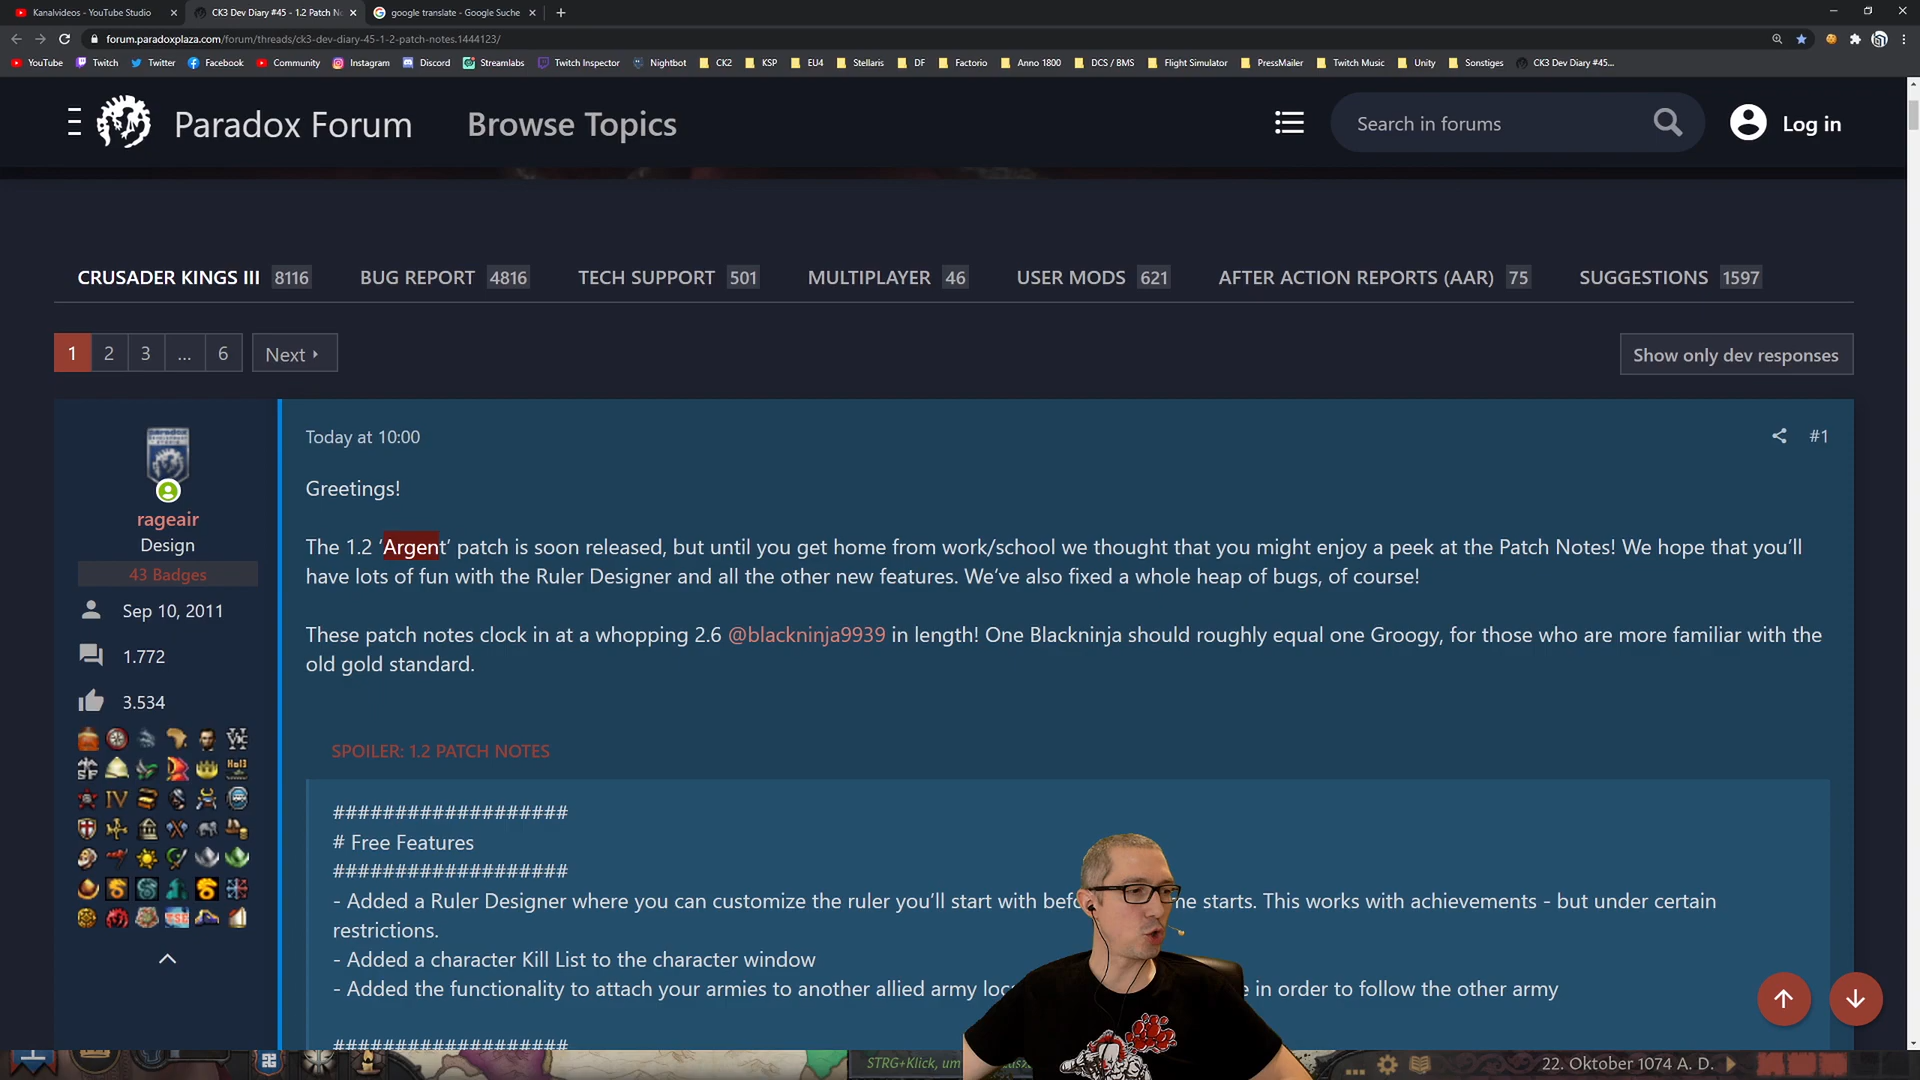 Kanalvideos - YouTube Studio
CK3 Dev Diary #45 - 1.2 Patch N
google translate - Google Suche
forum.paradoxplaza.com/forum/threads/ck3-dev-diary-45-1-2-patch-notes.1444123/
YouTube Twitch Twitter Facebook Community Instagram Discord Streamlabs Twitch Inspector Nightbot CK2 KSP EU4 Stellaris DF Factorio Anno 1800 DCS / BMS Flight Simulator PressMailer Twitch Music Unity Sonstiges CK3 Dev Diary #45...
Paradox Forum Browse Topics Search in forums Log in
CRUSADER KINGS III 8116 BUG REPORT 4816 TECH SUPPORT 501 MULTIPLAYER 46 USER MODS 621 AFTER ACTION REPORTS (AAR) 75 SUGGESTIONS 1597
1 2 3 ... 6 Next Show only dev responses
rageair
Design
43 Badges
Sep 10, 2011
1.772
3.534
Today at 10:00 #1
Greetings!
The 1.2 ‘Argent’ patch is soon released, but until you get home from work/school we thought that you might enjoy a peek at the Patch Notes! We hope that you’ll
have lots of fun with the Ruler Designer and all the other new features. We’ve also fixed a whole heap of bugs, of course!
These patch notes clock in at a whopping 2.6 @blackninja9939 in length! One Blackninja should roughly equal one Groogy, for those who are more familiar with the
old gold standard.
SPOILER: 1.2 PATCH NOTES
###################
# Free Features
###################
- Added a Ruler Designer where you can customize the ruler you’ll start with bef me starts. This works with achievements - but under certain
restrictions.
- Added a character Kill List to the character window
- Added the functionality to attach your armies to another allied army loc e in order to follow the other army
###################
STRG+Klick, um
22. Oktober 1074 A. D.